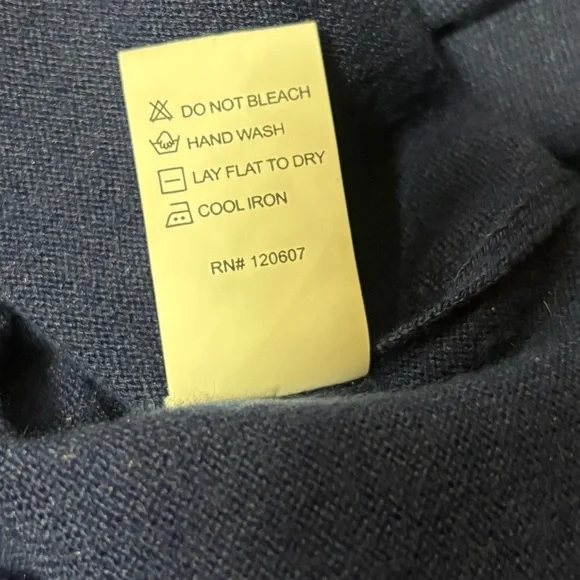 DO NOT BLEACH
HAND WASH
LAY FLAT TO DRY
COOL IRON
RN# 120607